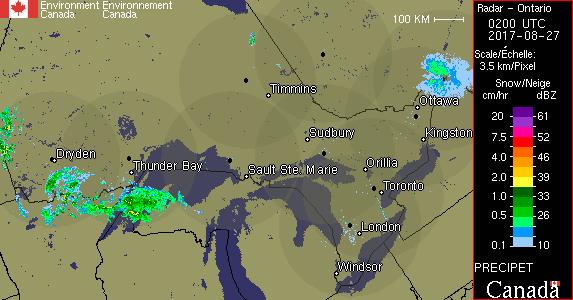 Environment Environnement
Canada Canada
100 KM
Timmins
Ottawa
Sudbury
Kingston
Dryden
Thunder Bay
Sault Ste. Marie
Orillia
Toronto
London
Windsor
Radar - Ontario
0200 UTC
2017-08-27
Scale/Échelle:
3.5 km/Pixel
Snow/Neige
cm/hr dBZ
20 61
7.5 52
4.0 46
2.0 39
1.0 33
0.5 26
0.1 10
PRECIPET
Canada